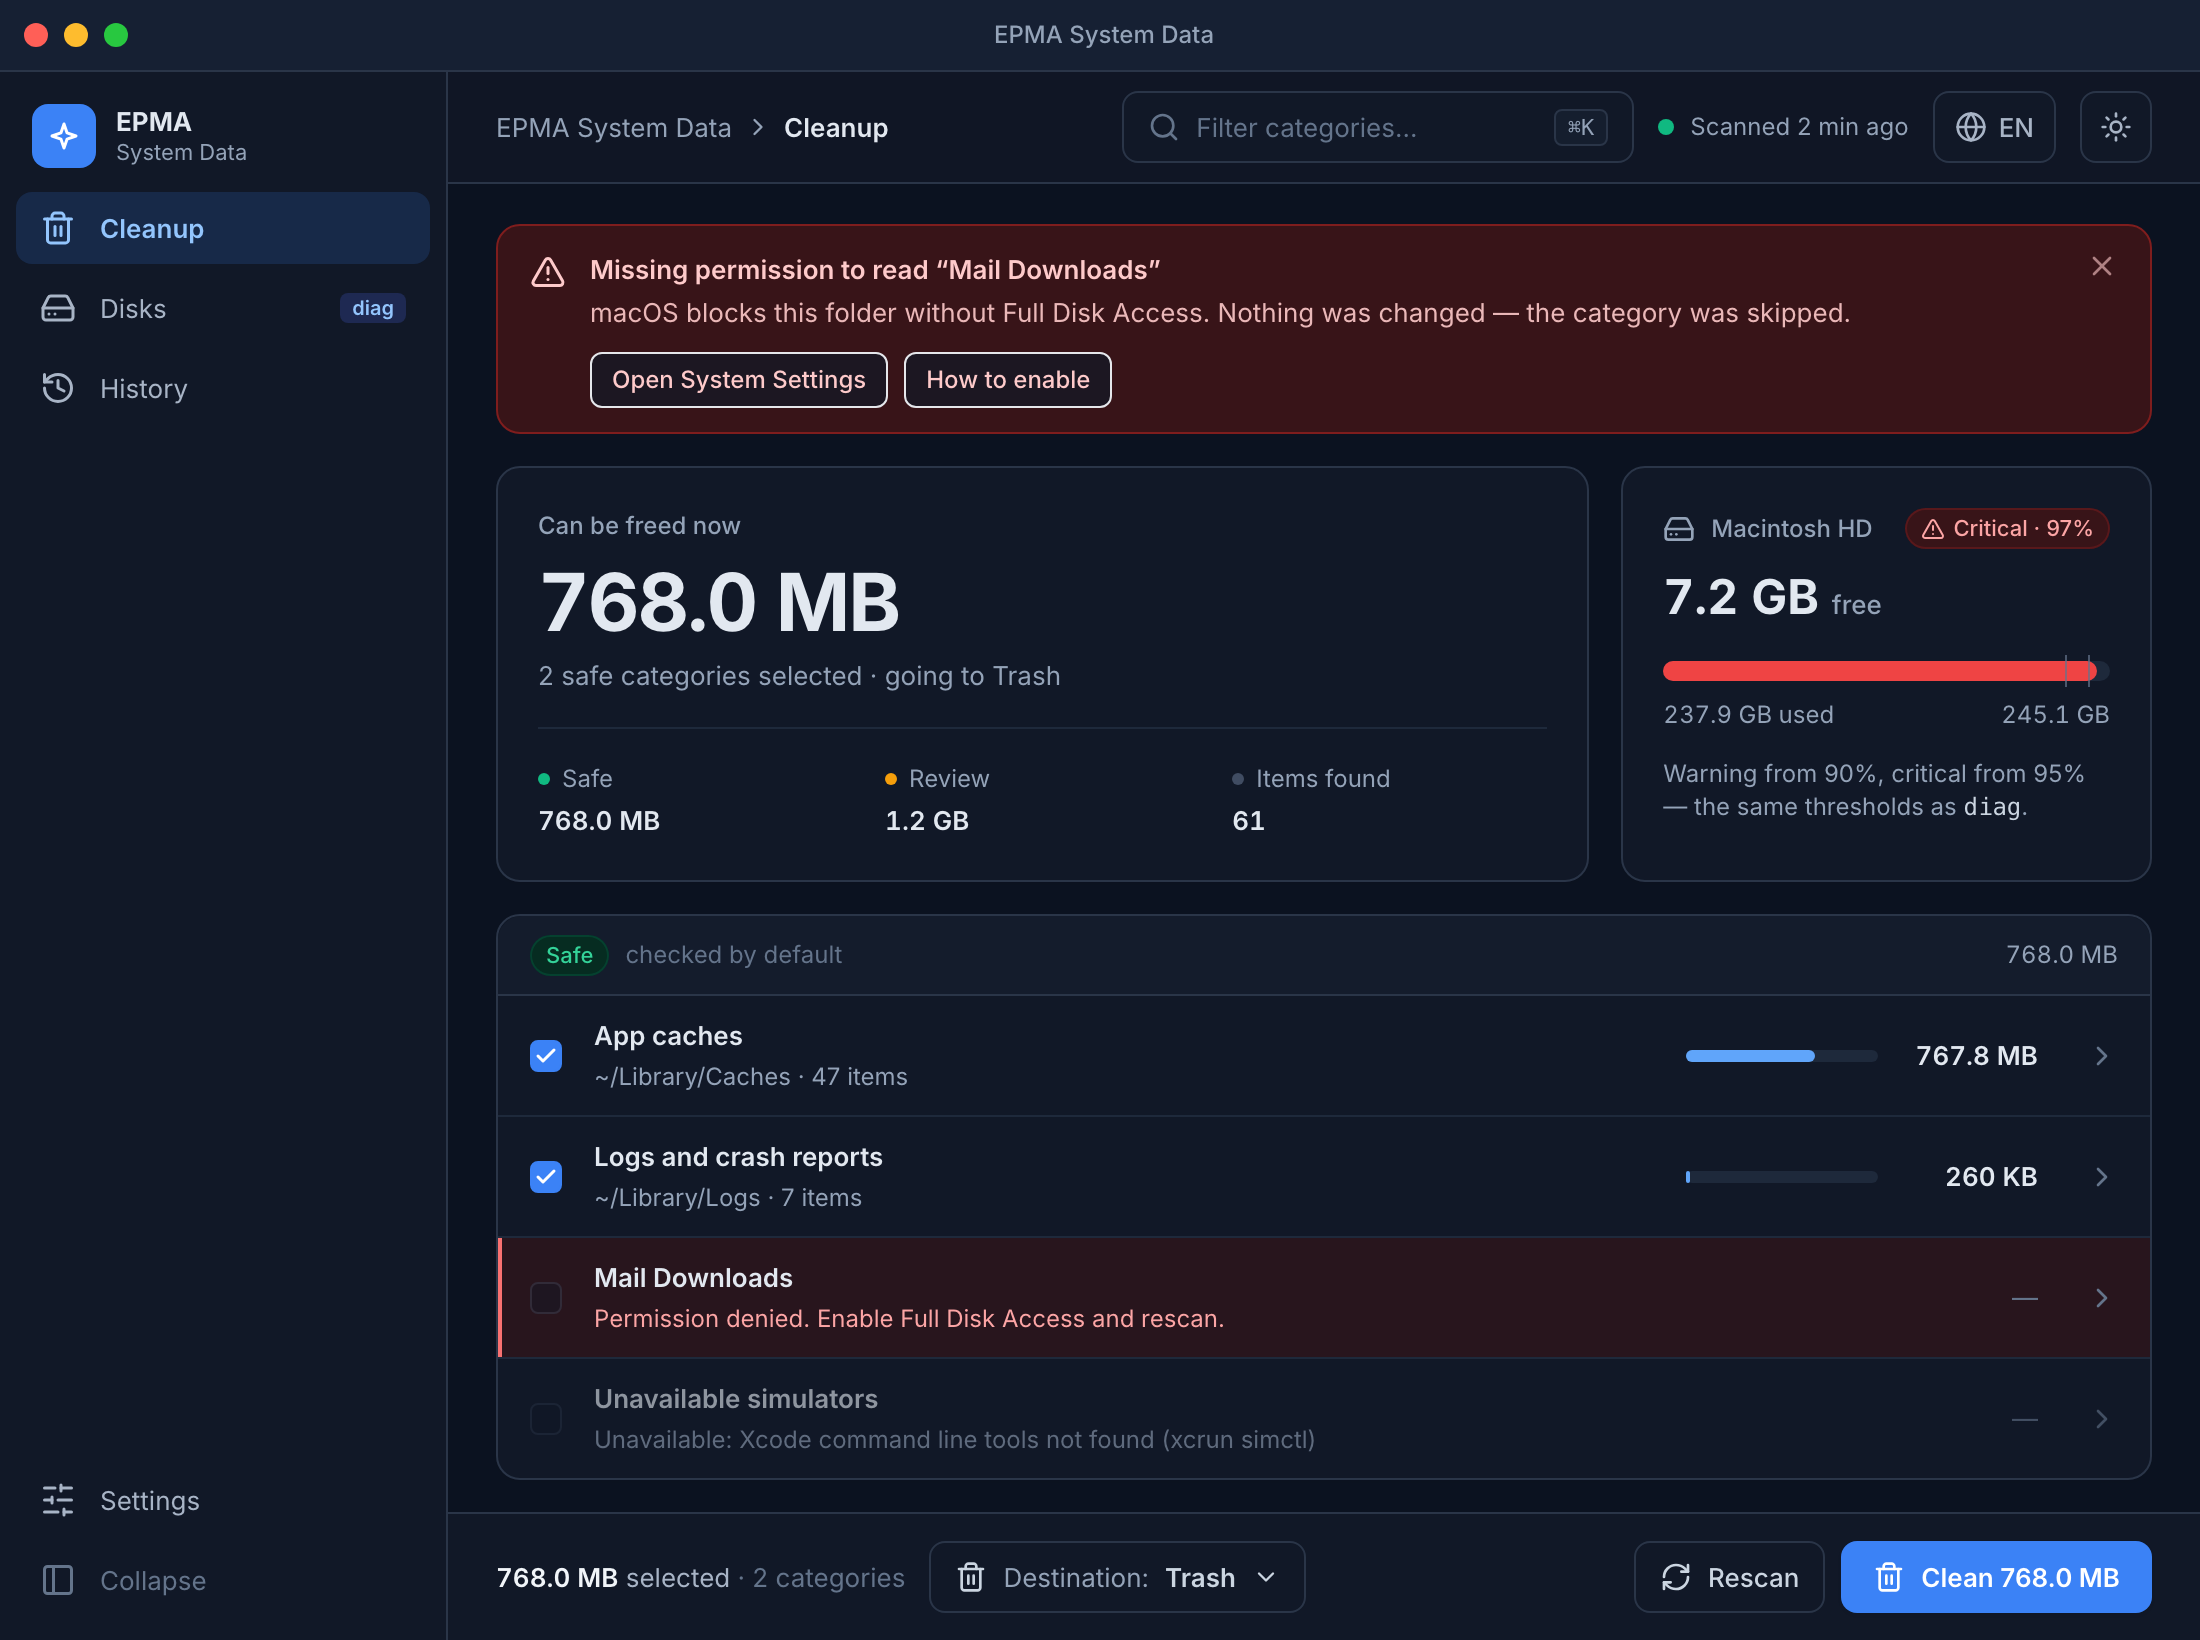 EPMA System Data
EPMA
System Data
Cleanup
Disks
diag
History
Settings
Collapse
EPMA System Data > Cleanup
Filter categories...
⌘K
Scanned 2 min ago
EN
Missing permission to read “Mail Downloads”
macOS blocks this folder without Full Disk Access. Nothing was changed — the category was skipped.
Open System Settings
How to enable
Can be freed now
768.0 MB
2 safe categories selected · going to Trash
Safe
768.0 MB
Review
1.2 GB
Items found
61
Macintosh HD
Critical · 97%
7.2 GB free
237.9 GB used
245.1 GB
Warning from 90%, critical from 95%
— the same thresholds as diag.
Safe
checked by default
768.0 MB
App caches
~/Library/Caches · 47 items
767.8 MB
Logs and crash reports
~/Library/Logs · 7 items
260 KB
Mail Downloads
Permission denied. Enable Full Disk Access and rescan.
—
Unavailable simulators
Unavailable: Xcode command line tools not found (xcrun simctl)
—
768.0 MB selected · 2 categories
Destination: Trash
Rescan
Clean 768.0 MB